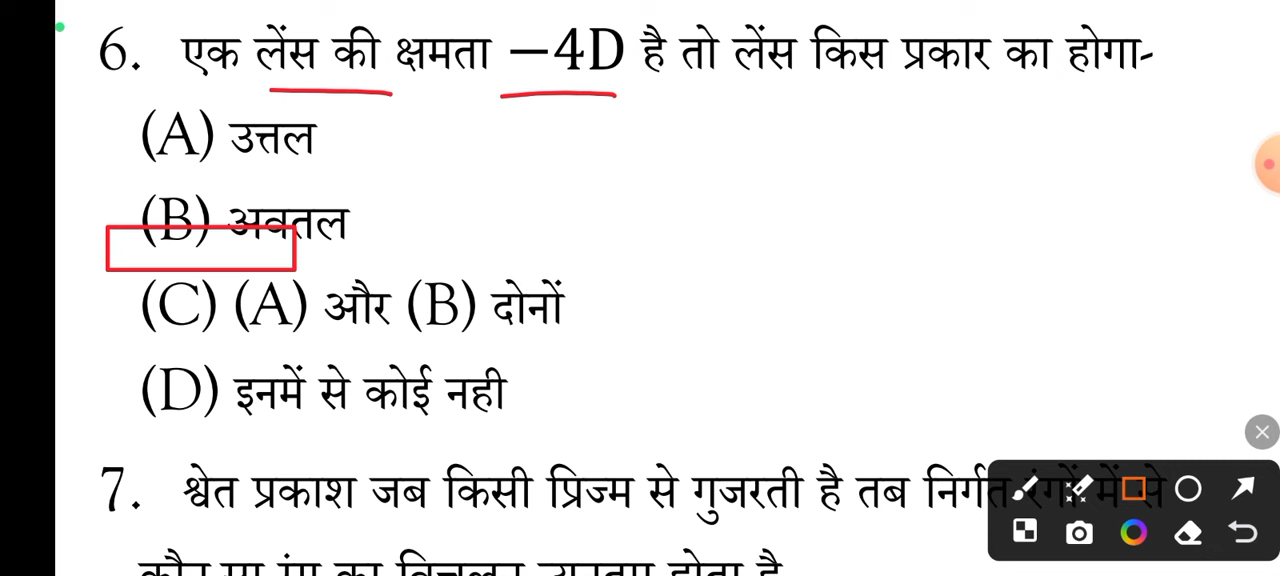 6. एक लेंस की क्षमता −4D है तो लेंस किस प्रकार का होगा-
(A) उत्तल
(B) अवतल
(C) (A) और (B) दोनों
(D) इनमें से कोई नही
7. श्वेत प्रकाश जब किसी प्रिज्म से गुजरती है तब निर्गत रंगों में से